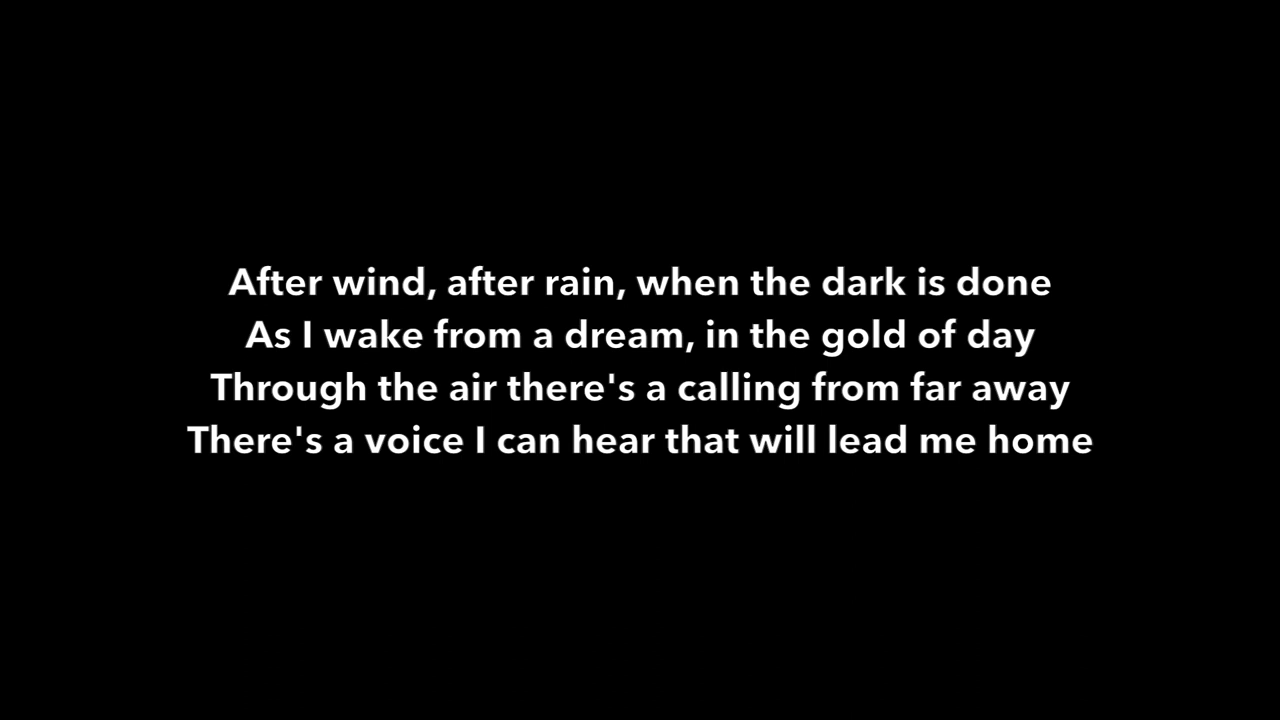 After wind, after rain, when the dark is done
As I wake from a dream, in the gold of day
Through the air there's a calling from far away
There's a voice I can hear that will lead me home